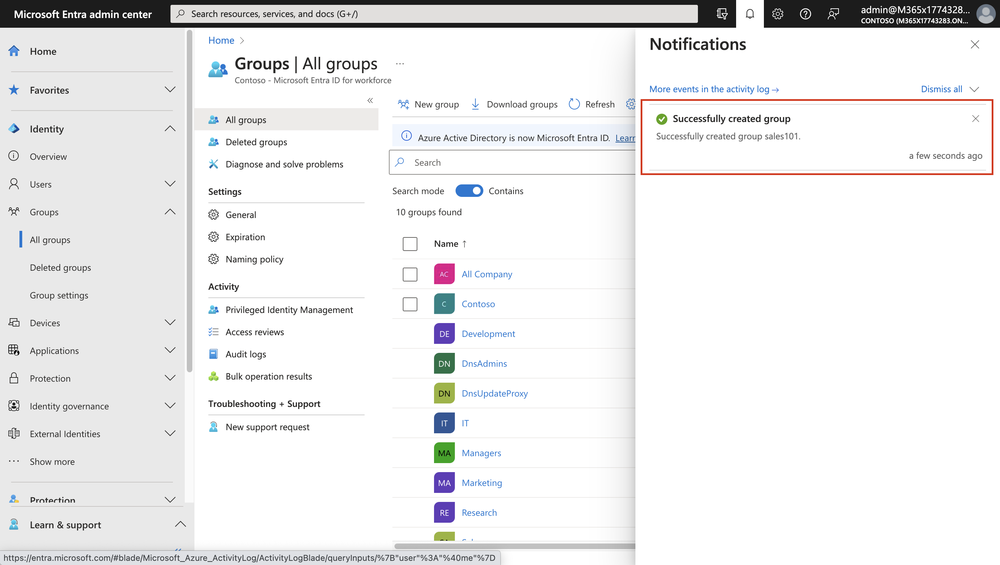 Microsoft Entra admin center
Search resources, services, and docs (G+/)
admin@M365x1774328...
CONTOSO (M365X17743283.ON...
Home
Favorites
Identity
Overview
Users
Groups
All groups
Deleted groups
Group settings
Devices
Applications
Protection
Identity governance
External Identities
Show more
Protection
Learn & support
Home
Groups | All groups
...
Contoso - Microsoft Entra ID for workforce
All groups
Deleted groups
Diagnose and solve problems
Settings
General
Expiration
Naming policy
Activity
Privileged Identity Management
Access reviews
Audit logs
Bulk operation results
Troubleshooting + Support
New support request
New group
Download groups
Refresh
Azure Active Directory is now Microsoft Entra ID. Learn
Search
Search mode
Contains
10 groups found
Name ↑
AC All Company
C Contoso
DE Development
DN DnsAdmins
DN DnsUpdateProxy
IT IT
MA Managers
MA Marketing
RE Research
Notifications
More events in the activity log →
Dismiss all
Successfully created group
Successfully created group sales101.
a few seconds ago
https://entra.microsoft.com/#blade/Microsoft_Azure_ActivityLog/ActivityLogBlade/queryInputs/%7B"user"%3A"%40me"%7D